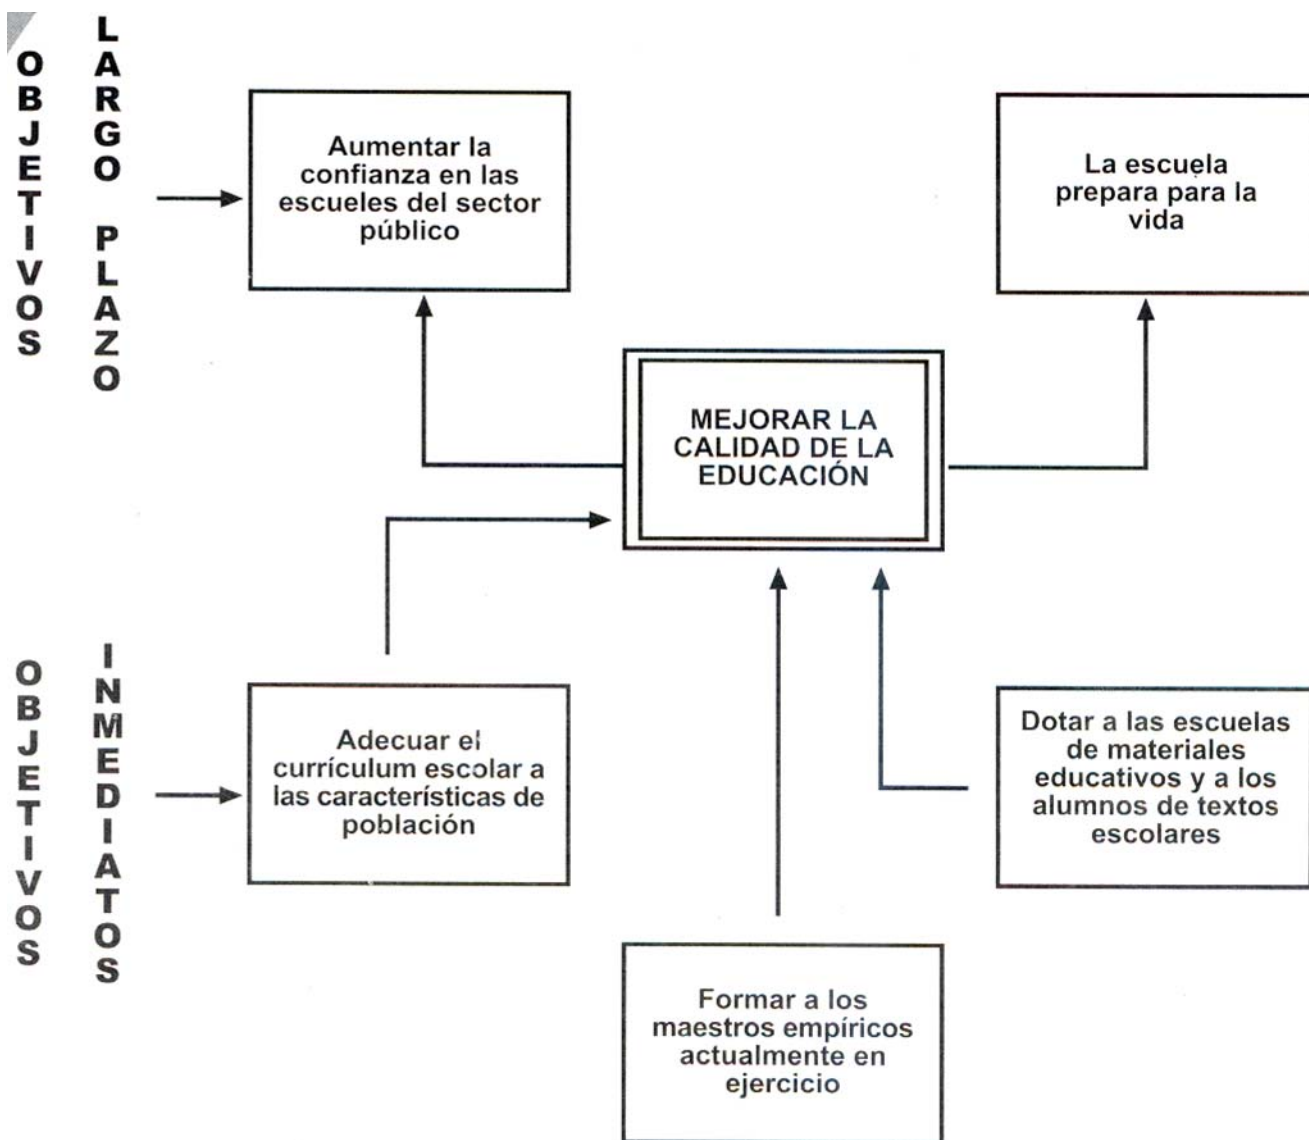 OBJETIVOS
LARGO PLAZO
Aumentar la
confianza en las
escueles del sector
público
La escuela
prepara para la
vida
MEJORAR LA
CALIDAD DE LA
EDUCACIÓN
OBJETIVOS
INMEDIATOS
Adecuar el
currículum escolar a
las características de
población
Dotar a las escuelas
de materiales
educativos y a los
alumnos de textos
escolares
Formar a los
maestros empíricos
actualmente en
ejercicio